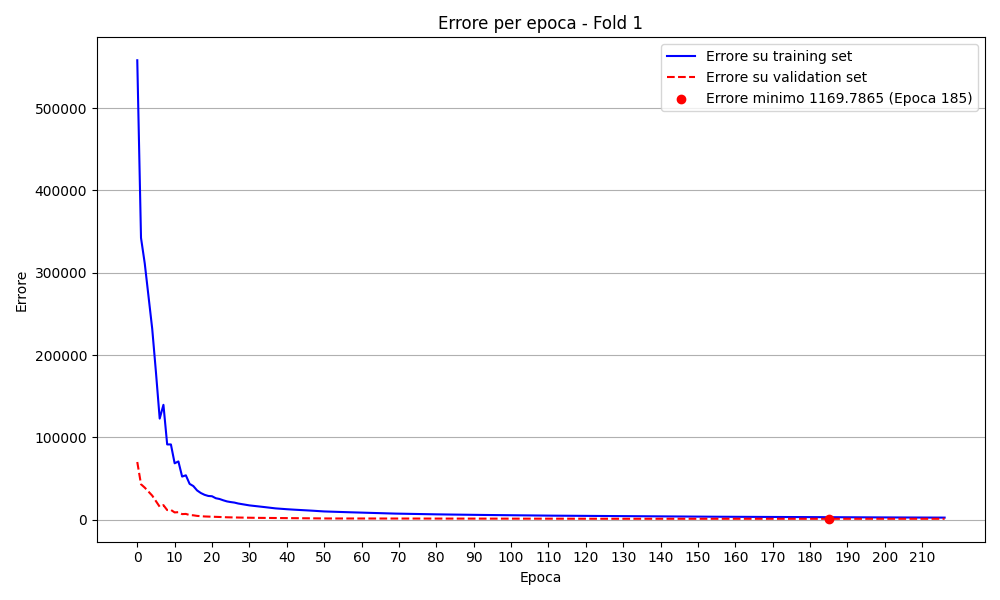 Errore per epoca - Fold 1
Errore su training set
Errore su validation set
Errore minimo 1169.7865 (Epoca 185)
Errore
500000
400000
300000
200000
100000
0
0 10 20 30 40 50 60 70 80 90 100 110 120 130 140 150 160 170 180 190 200 210
Epoca